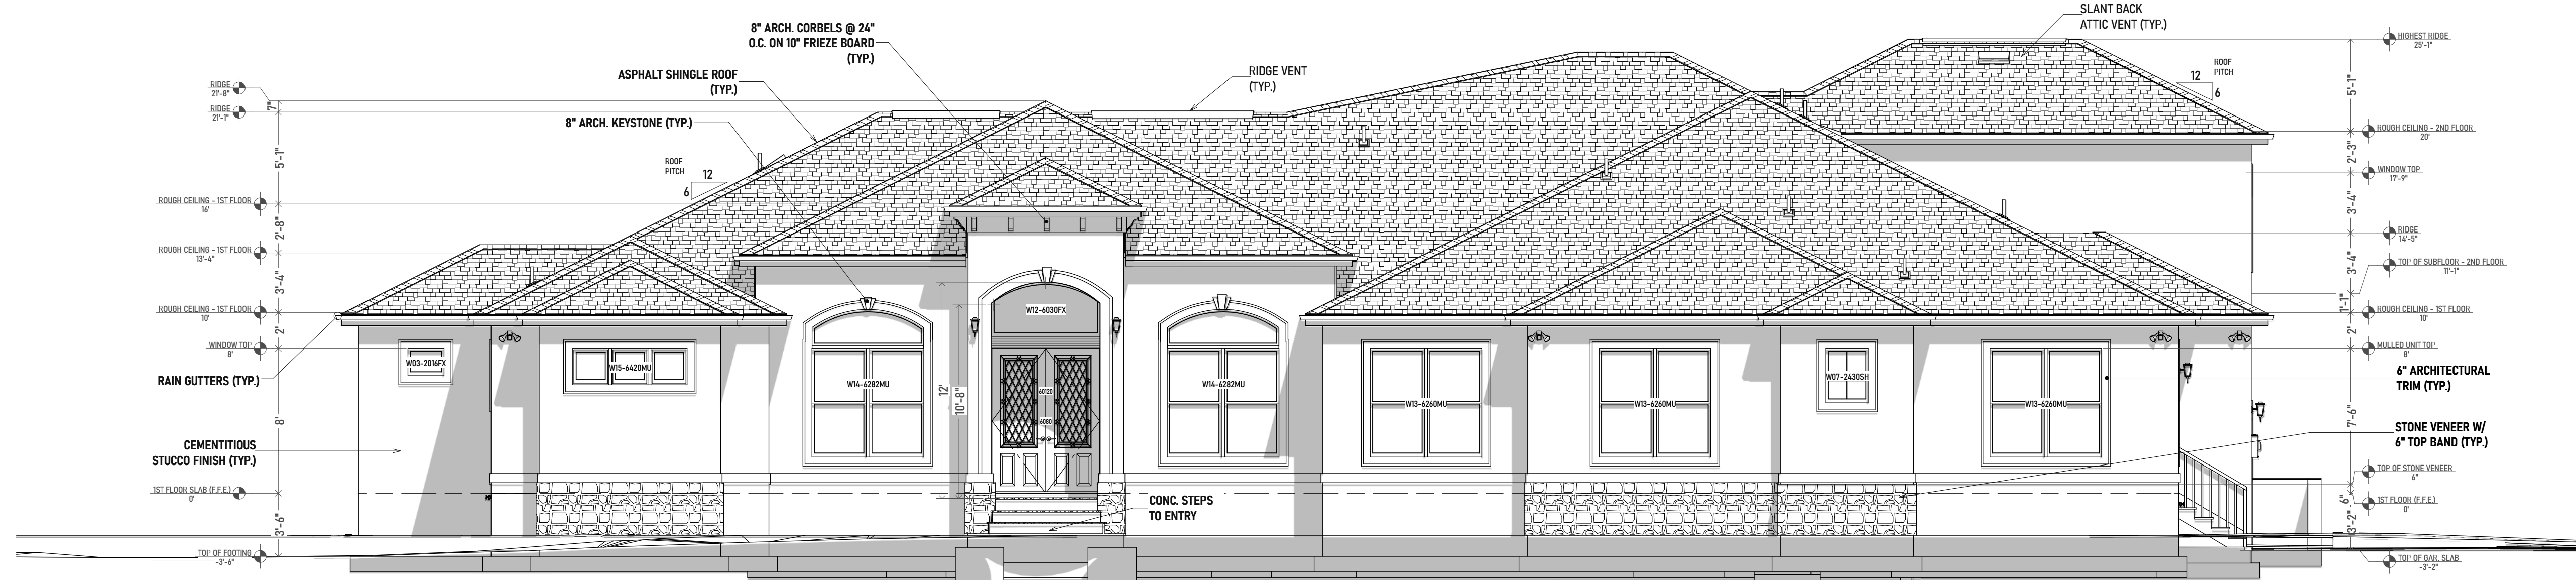 8" ARCH. CORBELS @ 24"
O.C. ON 10" FRIEZE BOARD
(TYP.)
ASPHALT SHINGLE ROOF
(TYP.)
8" ARCH. KEYSTONE (TYP.)
RIDGE VENT
(TYP.)
SLANT BACK
ATTIC VENT (TYP.)
ROOF
PITCH
12
6
ROOF
PITCH
12
6
RIDGE
21'-8"
RIDGE
21'-1"
ROUGH CEILING - 1ST FLOOR
16'
ROUGH CEILING - 1ST FLOOR
13'-4"
ROUGH CEILING - 1ST FLOOR
10'
WINDOW TOP
8'
RAIN GUTTERS (TYP.)
CEMENTITIOUS
STUCCO FINISH (TYP.)
1ST FLOOR SLAB (F.F.E.)
0'
TOP OF FOOTING
-3'-6"
7"
5'-1"
2'-8"
3'-4"
2'
8'
3'-6"
W03-2016FX
W15-6420MU
W14-6282MU
W12-6030FX
60120
6080
12'
10'-8"
W14-6282MU
W13-6260MU
W13-6260MU
W07-2430SH
W13-6260MU
CONC. STEPS
TO ENTRY
5'-1"
2'-3"
3'-4"
3'-4"
1'-1"
2'
7'-6"
6"
3'-2"
HIGHEST RIDGE
25'-1"
ROUGH CEILING - 2ND FLOOR
20'
WINDOW TOP
17'-9"
RIDGE
14'-5"
TOP OF SUBFLOOR - 2ND FLOOR
11'-1"
ROUGH CEILING - 1ST FLOOR
10'
MULLED UNIT TOP
8'
6" ARCHITECTURAL
TRIM (TYP.)
STONE VENEER W/
6" TOP BAND (TYP.)
TOP OF STONE VENEER
6"
1ST FLOOR (F.F.E.)
0'
TOP OF GAR. SLAB
-3'-2"